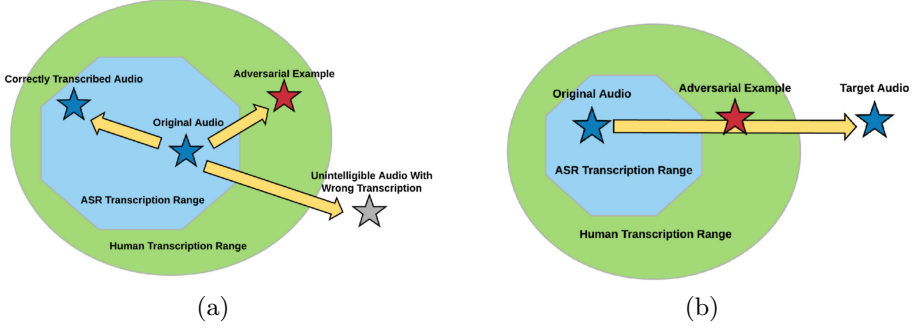 Correctly Transcribed Audio
Adversarial Example
Original Audio
Unintelligible Audio With
Wrong Transcription
ASR Transcription Range
Human Transcription Range
(a)
Original Audio
Adversarial Example
Target Audio
ASR Transcription Range
Human Transcription Range
(b)